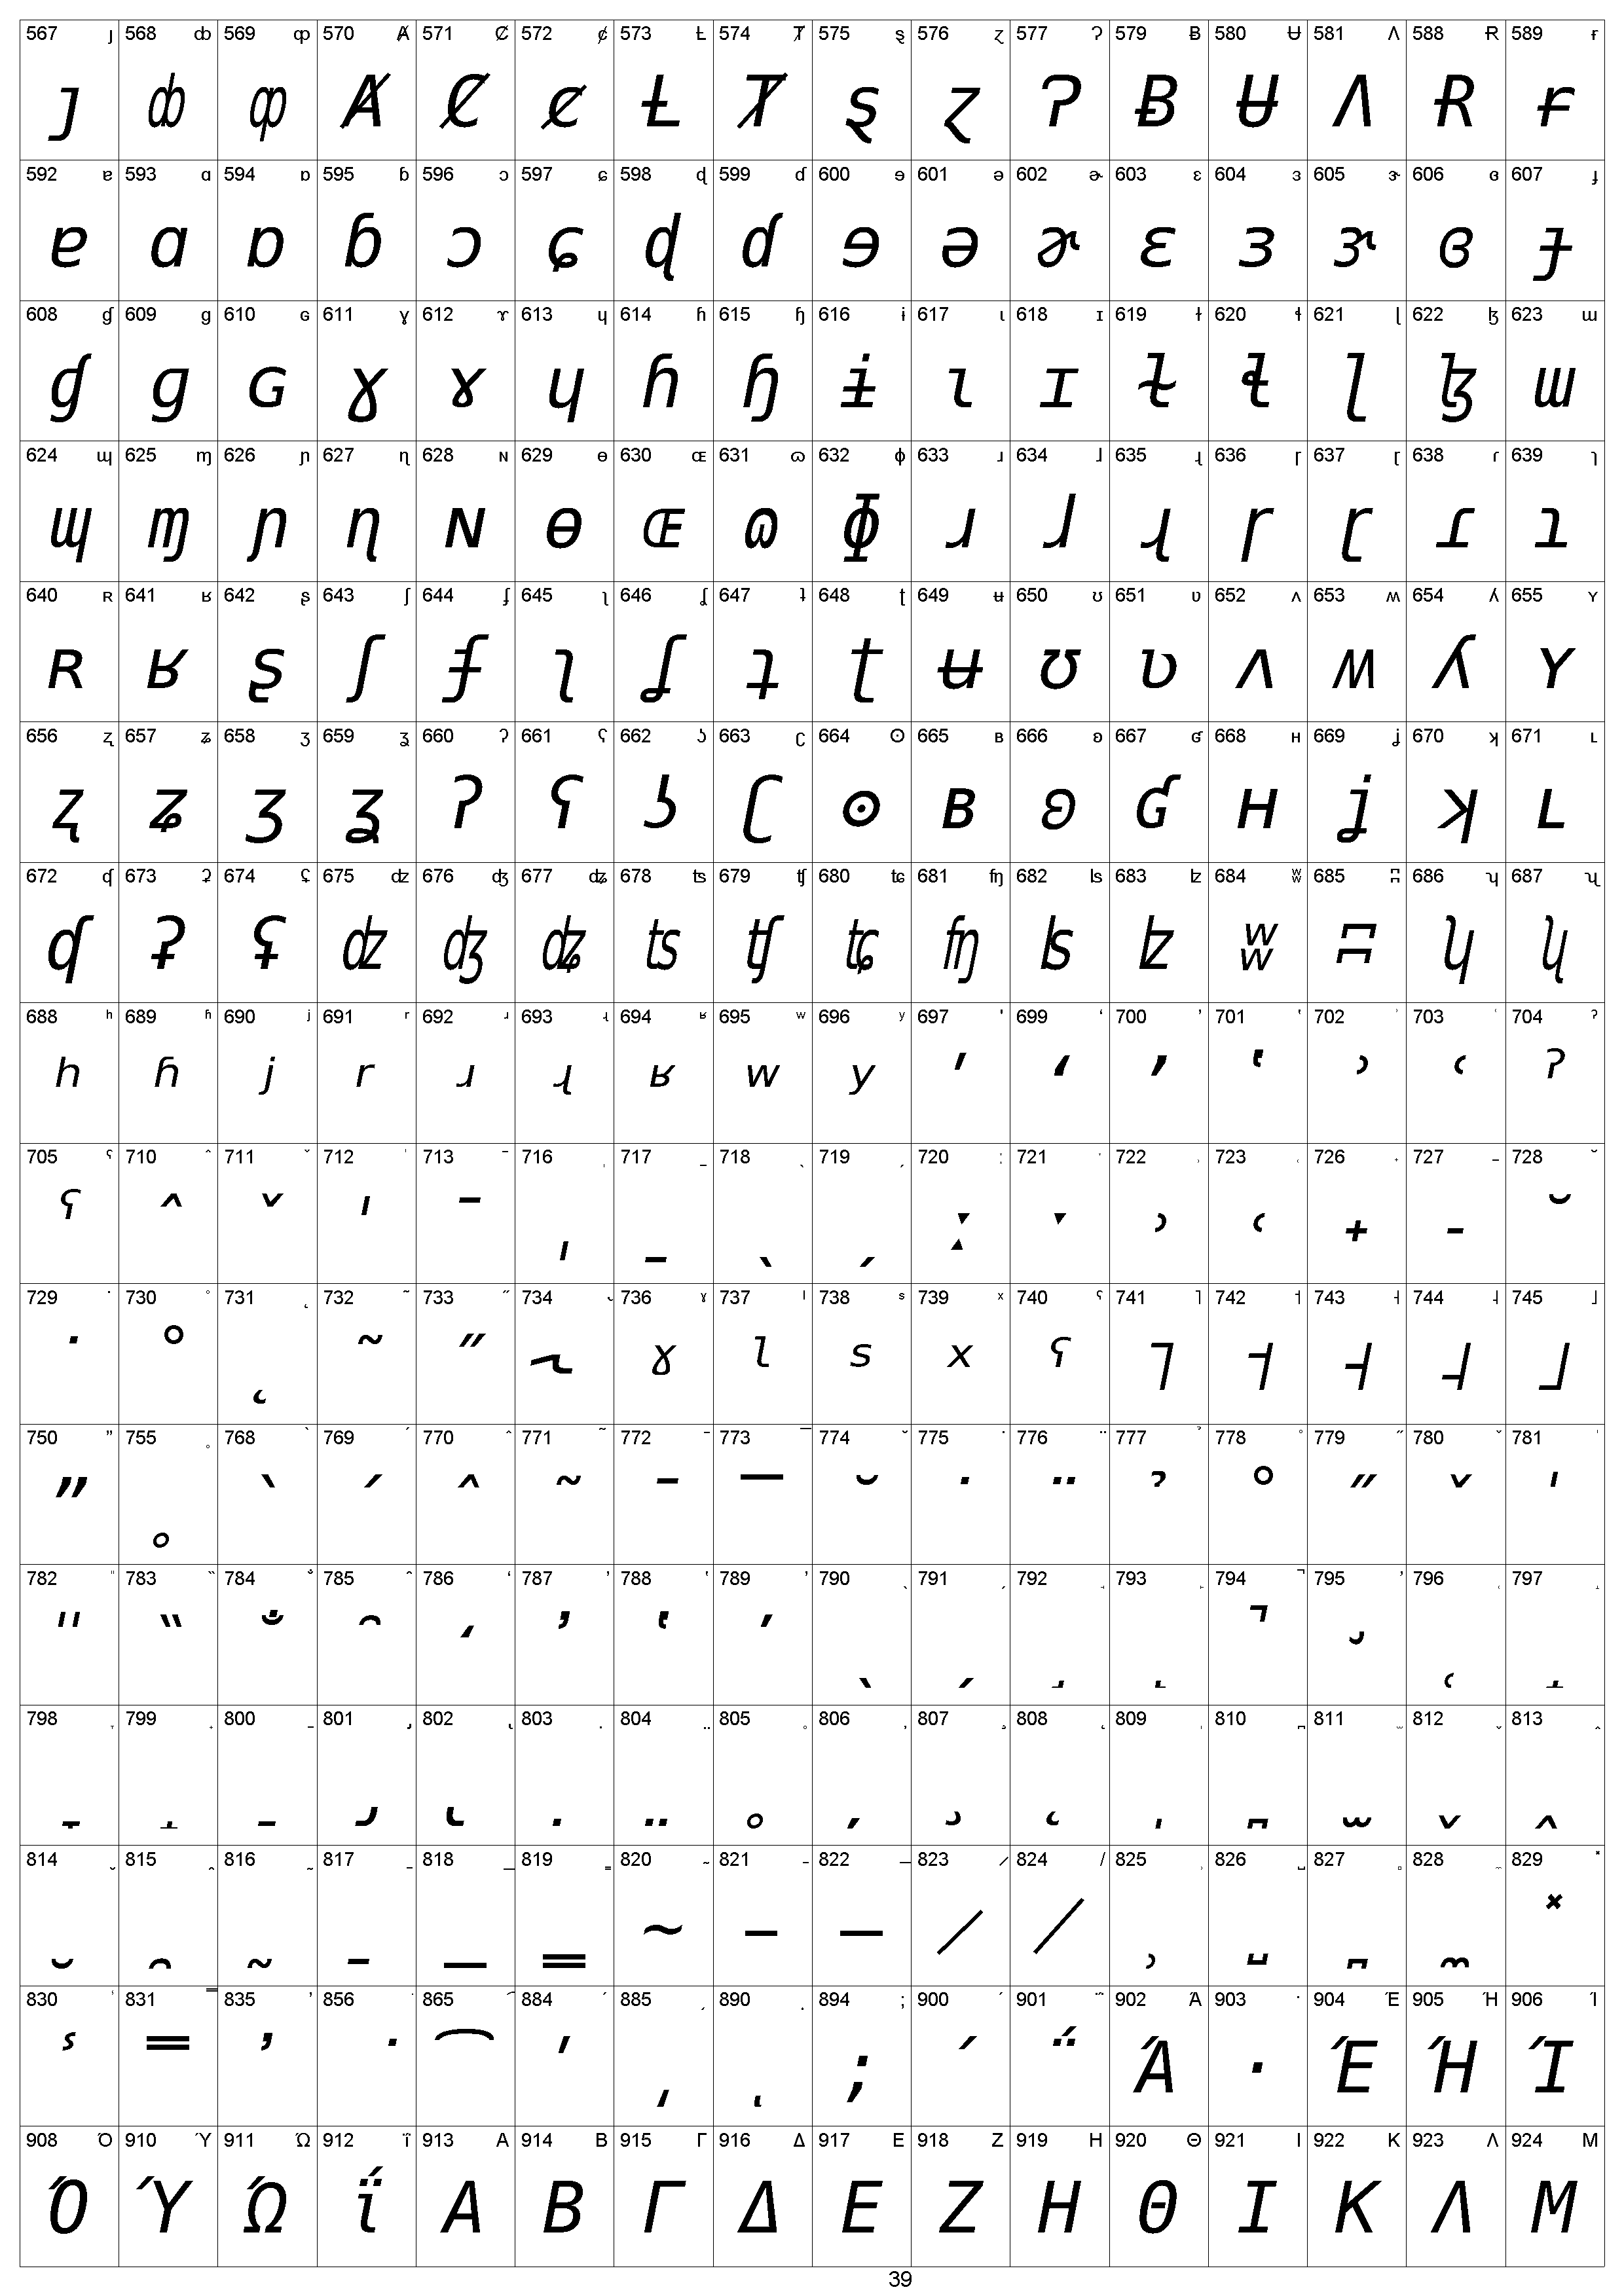 567 ȷ 568 ȸ 569 ȹ 570 Ⱥ 571 Ȼ 572 ȼ 573 Ƚ 574 Ⱦ 575 ȿ 576 ɀ 577 Ɂ 579 Ƀ 580 Ʉ 581 Ʌ 588 Ɍ 589 ɍ
ȷ ȸ ȹ Ⱥ Ȼ ȼ Ƚ Ⱦ ȿ ɀ Ɂ Ƀ Ʉ Ʌ Ɍ ɍ
592 ɐ 593 ɑ 594 ɒ 595 ɓ 596 ɔ 597 ɕ 598 ɖ 599 ɗ 600 ɘ 601 ə 602 ɚ 603 ɛ 604 ɜ 605 ɝ 606 ɞ 607 ɟ
ɐ ɑ ɒ ɓ ɔ ɕ ɖ ɗ ɘ ə ɚ ɛ ɜ ɝ ɞ ɟ
608 ɠ 609 ɡ 610 ɢ 611 ɣ 612 ɤ 613 ɥ 614 ɦ 615 ɧ 616 ɨ 617 ɩ 618 ɪ 619 ɫ 620 ɬ 621 ɭ 622 ɮ 623 ɯ
ɠ ɡ ɢ ɣ ɤ ɥ ɦ ɧ ɨ ɩ ɪ ɫ ɬ ɭ ɮ ɯ
624 ɰ 625 ɱ 626 ɲ 627 ɳ 628 ɴ 629 ɵ 630 ɶ 631 ɷ 632 ɸ 633 ɹ 634 ɺ 635 ɻ 636 ɼ 637 ɽ 638 ɾ 639 ɿ
ɰ ɱ ɲ ɳ ɴ ɵ ɶ ɷ ɸ ɹ ɺ ɻ ɼ ɽ ɾ ɿ
640 ʀ 641 ʁ 642 ʂ 643 ʃ 644 ʄ 645 ʅ 646 ʆ 647 ʇ 648 ʈ 649 ʉ 650 ʊ 651 ʋ 652 ʌ 653 ʍ 654 ʎ 655 ʏ
ʀ ʁ ʂ ʃ ʄ ʅ ʆ ʇ ʈ ʉ ʊ ʋ ʌ ʍ ʎ ʏ
656 ʐ 657 ʑ 658 ʒ 659 ʓ 660 ʔ 661 ʕ 662 ʖ 663 ʗ 664 ʘ 665 ʙ 666 ʚ 667 ʛ 668 ʜ 669 ʝ 670 ʞ 671 ʟ
ʐ ʑ ʒ ʓ ʔ ʕ ʖ ʗ ʘ ʙ ʚ ʛ ʜ ʝ ʞ ʟ
672 ʠ 673 ʡ 674 ʢ 675 ʣ 676 ʤ 677 ʥ 678 ʦ 679 ʧ 680 ʨ 681 ʩ 682 ʪ 683 ʫ 684 ʬ 685 ʭ 686 ʮ 687 ʯ
ʠ ʡ ʢ ʣ ʤ ʥ ʦ ʧ ʨ ʩ ʪ ʫ ʬ ʭ ʮ ʯ
688 ʰ 689 ʱ 690 ʲ 691 ʳ 692 ʴ 693 ʵ 694 ʶ 695 ʷ 696 ʸ 697 ʹ 699 ʻ 700 ʼ 701 ʽ 702 ʾ 703 ʿ 704 ˀ
ʰ ʱ ʲ ʳ ʴ ʵ ʶ ʷ ʸ ʹ ʻ ʼ ʽ ʾ ʿ ˀ
705 ˁ 710 ˆ 711 ˇ 712 ˈ 713 ˉ 716 ˌ 717 ˍ 718 ˎ 719 ˏ 720 ː 721 ˑ 722 ˒ 723 ˓ 726 ˖ 727 ˗ 728 ˘
ˁ ˆ ˇ ˈ ˉ ˌ ˍ ˎ ˏ ː ˑ ˒ ˓ ˖ ˗ ˘
729 ˙ 730 ˚ 731 ˛ 732 ˜ 733 ˝ 734 ˞ 736 ˠ 737 ˡ 738 ˢ 739 ˣ 740 ˤ 741 ˥ 742 ˦ 743 ˧ 744 ˨ 745 ˩
˙ ˚ ˛ ˜ ˝ ˞ ˠ ˡ ˢ ˣ ˤ ˥ ˦ ˧ ˨ ˩
750 ˮ 755 ˳ 768 ̀ 769 ́ 770 ̂ 771 ̃ 772 ̄ 773 ̅ 774 ̆ 775 ̇ 776 ̈ 777 ̉ 778 ̊ 779 ̋ 780 ̌ 781 ̍
ˮ ˳ ̀ ́ ̂ ̃ ̄ ̅ ̆ ̇ ̈ ̉ ̊ ̋ ̌ ̍
782 ̎ 783 ̏ 784 ̐ 785 ̑ 786 ̒ 787 ̓ 788 ̔ 789 ̕ 790 ̖ 791 ̗ 792 ̘ 793 ̙ 794 ̚ 795 ̛ 796 ̜ 797 ̝
̎ ̏ ̐ ̑ ̒ ̓ ̔ ̕ ̖ ̗ ̘ ̙ ̚ ̛ ̜ ̝
798 ̞ 799 ̟ 800 ̠ 801 ̡ 802 ̢ 803 ̣ 804 ̤ 805 ̥ 806 ̦ 807 ̧ 808 ̨ 809 ̩ 810 ̪ 811 ̫ 812 ̬ 813 ̭
̞ ̟ ̠ ̡ ̢ ̣ ̤ ̥ ̦ ̧ ̨ ̩ ̪ ̫ ̬ ̭
814 ̮ 815 ̯ 816 ̰ 817 ̱ 818 ̲ 819 ̳ 820 ̴ 821 ̵ 822 ̶ 823 ̷ 824 ̸ 825 ̹ 826 ̺ 827 ̻ 828 ̼ 829 ̽
̮ ̯ ̰ ̱ ̲ ̳ ̴ ̵ ̶ ̷ ̸ ̹ ̺ ̻ ̼ ̽
830 ̾ 831 ̿ 835 ̓ 856 ͘ 865 ͡ 884 ʹ 885 ͵ 890 ͺ 894 ; 900 ΄ 901 ΅ 902 Ά 903 · 904 Έ 905 Ή 906 Ί
̾ ̿ ̓ ͘ ͡ ʹ ͵ ͺ ; ΄ ΅ Ά · Έ Ή Ί
908 Ό 910 Ύ 911 Ώ 912 ΐ 913 Α 914 Β 915 Γ 916 Δ 917 Ε 918 Ζ 919 Η 920 Θ 921 Ι 922 Κ 923 Λ 924 Μ
Ό Ύ Ώ ΐ Α Β Γ Δ Ε Ζ Η Θ Ι Κ Λ Μ
39